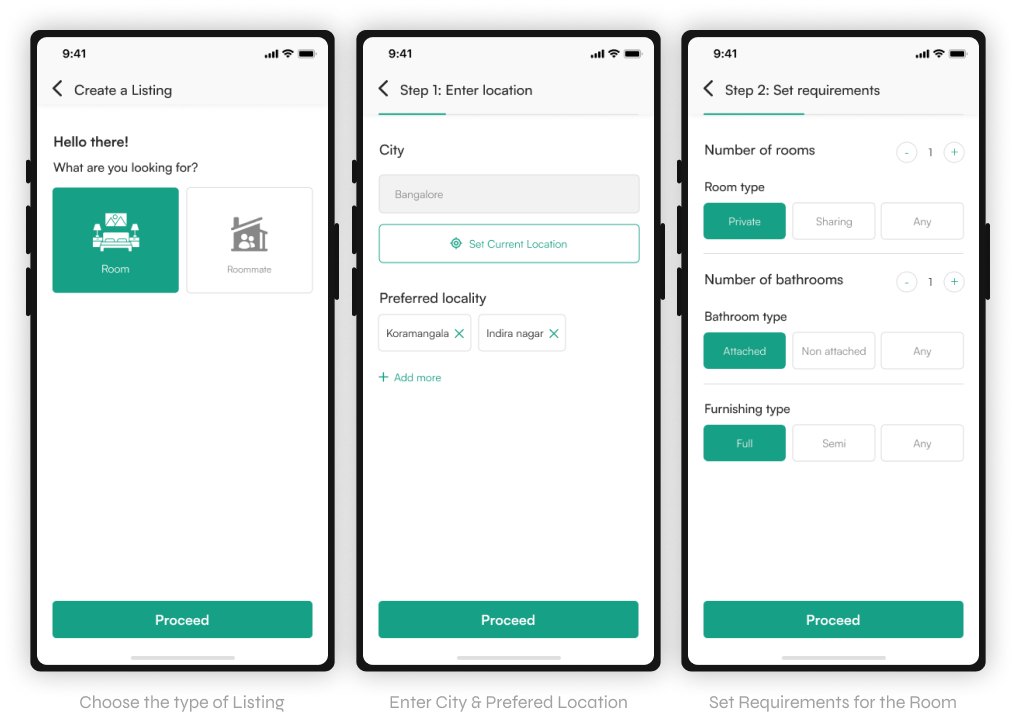 9:41
Create a Listing
Hello there!
What are you looking for?
Room
Roommate
Proceed
Choose the type of Listing
9:41
Step 1: Enter location
City
Bangalore
Set Current Location
Preferred locality
Koramangala Indira nagar
+ Add more
Proceed
Enter City & Prefered Location
9:41
Step 2: Set requirements
Number of rooms - 1 +
Room type
Private Sharing Any
Number of bathrooms - 1 +
Bathroom type
Attached Non attached Any
Furnishing type
Full Semi Any
Proceed
Set Requirements for the Room